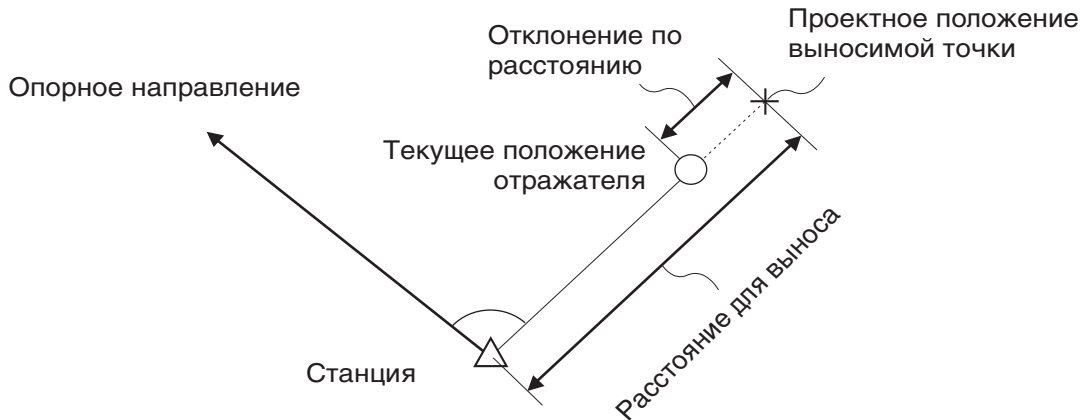 Проектное положение
выносимой точки
Отклонение по
расстоянию
Опорное направление
Текущее положение
отражателя
Расстояние для выноса
Станция